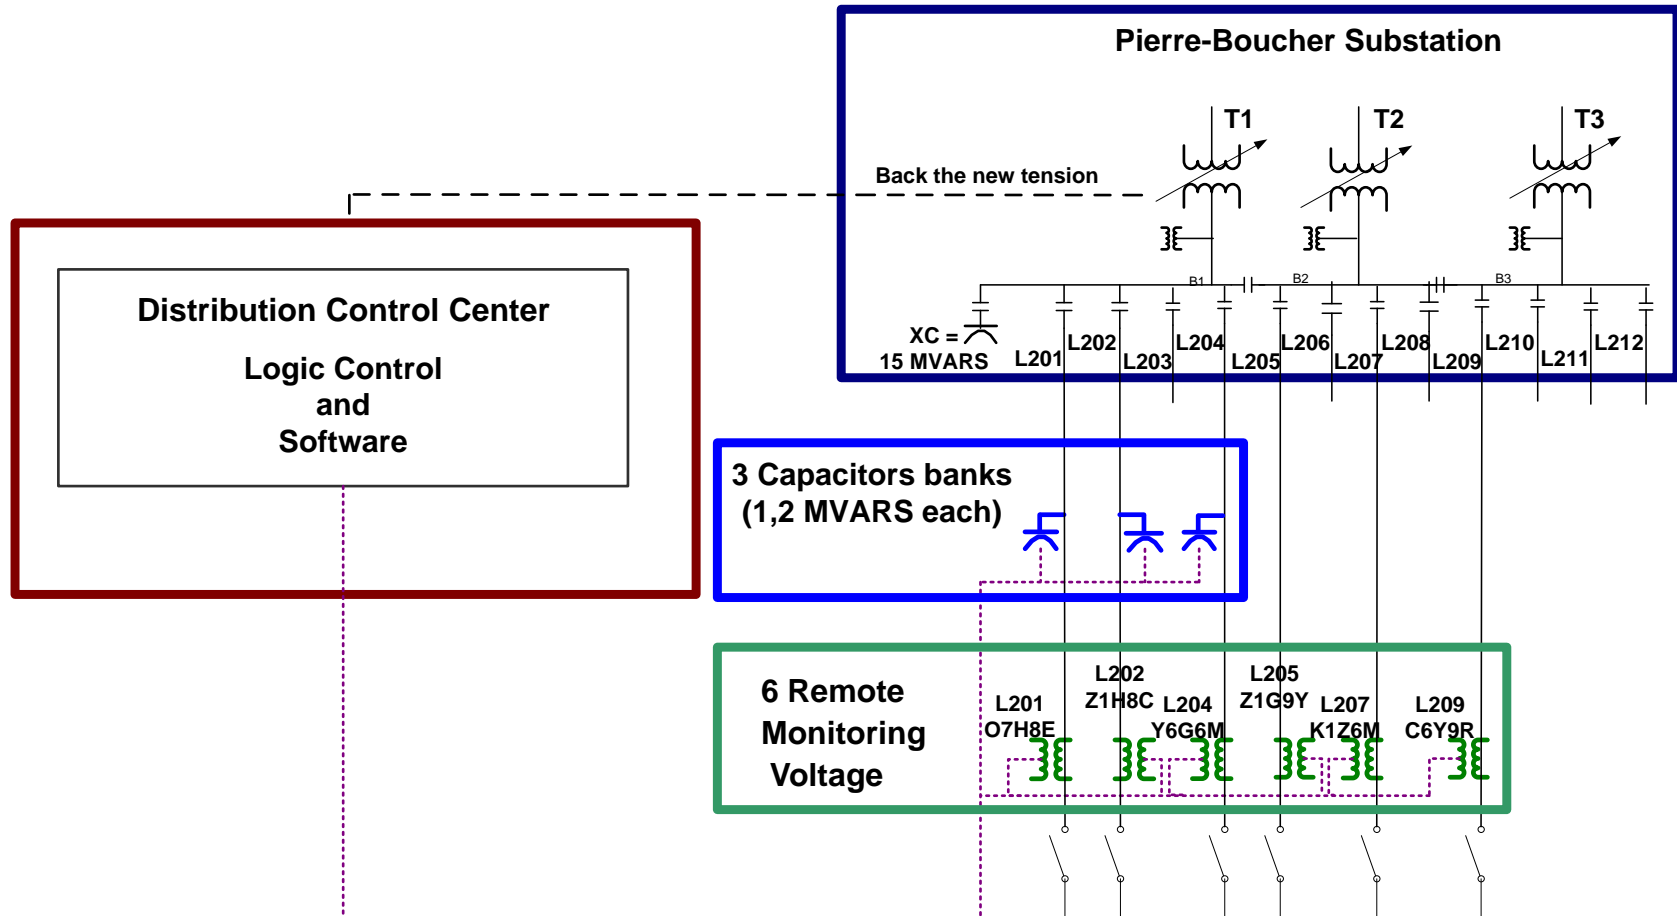 Pierre-Boucher Substation
T1
T2
T3
Back the new tension
B1
B2
B3
XC =
15 MVARS
L201
L202
L203
L204
L205
L206
L207
L208
L209
L210
L211
L212
Distribution Control Center
Logic Control
and
Software
3 Capacitors banks
(1,2 MVARS each)
6 Remote
Monitoring
Voltage
L201
O7H8E
L202
Z1H8C
L204
Y6G6M
L205
Z1G9Y
L207
K1Z6M
L209
C6Y9R